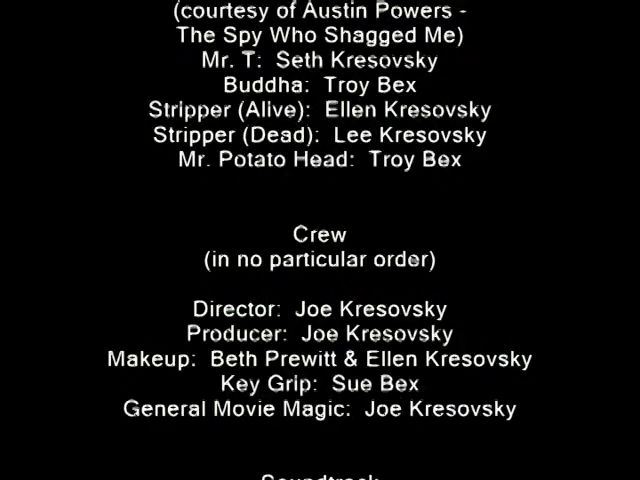 (courtesy of Austin Powers -
The Spy Who Shagged Me)
Mr. T:  Seth Kresovsky
Buddha:  Troy Bex
Stripper (Alive):  Ellen Kresovsky
Stripper (Dead):  Lee Kresovsky
Mr. Potato Head:  Troy Bex
Crew
(in no particular order)
Director:  Joe Kresovsky
Producer:  Joe Kresovsky
Makeup:  Beth Prewitt & Ellen Kresovsky
Key Grip:  Sue Bex
General Movie Magic:  Joe Kresovsky
Soundtrack